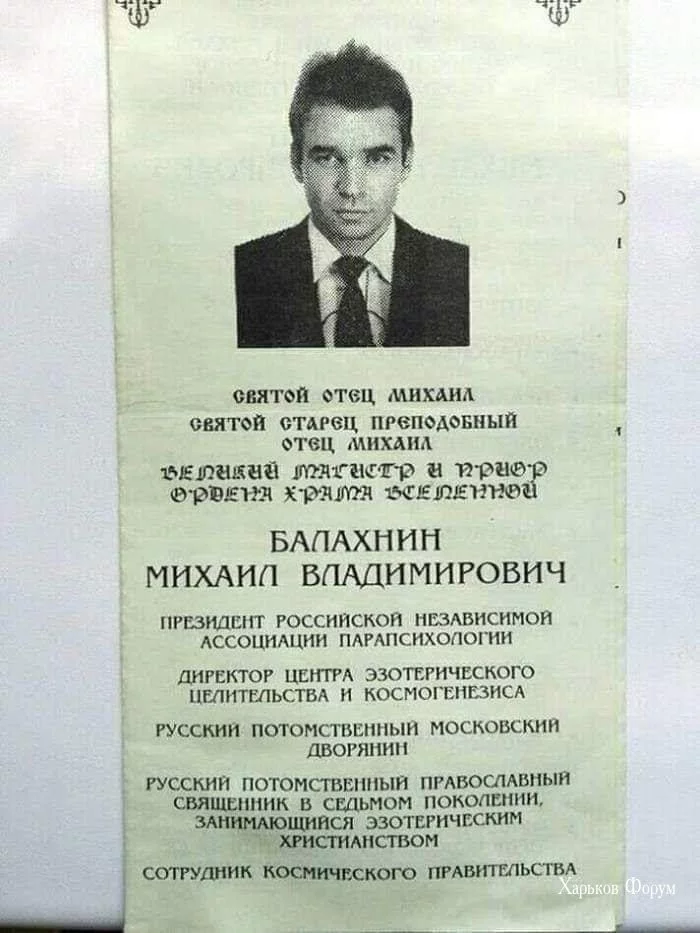 СВЯТОЙ ОТЕЦ МИХАИЛ
СВЯТОЙ СТАРЕЦ ПРЕПОДОБНЫЙ
ОТЕЦ МИХАИЛ
ВЕЛИКИЙ МАГИСТР И ПРИОР
ОРДЕНА ХРАМА ВСЕЛЕННОЙ
БАЛАХНИН
МИХАИЛ ВЛАДИМИРОВИЧ
ПРЕЗИДЕНТ РОССИЙСКОЙ НЕЗАВИСИМОЙ
АССОЦИАЦИИ ПАРАПСИХОЛОГИИ
ДИРЕКТОР ЦЕНТРА ЭЗОТЕРИЧЕСКОГО
ЦЕЛИТЕЛЬСТВА И КОСМОГЕНЕЗИСА
РУССКИЙ ПОТОМСТВЕННЫЙ МОСКОВСКИЙ
ДВОРЯНИН
РУССКИЙ ПОТОМСТВЕННЫЙ ПРАВОСЛАВНЫЙ
СВЯЩЕННИК В СЕДЬМОМ ПОКОЛЕНИИ,
ЗАНИМАЮЩИЙСЯ ЭЗОТЕРИЧЕСКИМ
ХРИСТИАНСТВОМ
СОТРУДНИК КОСМИЧЕСКОГО ПРАВИТЕЛЬСТВА
Харьков Форум